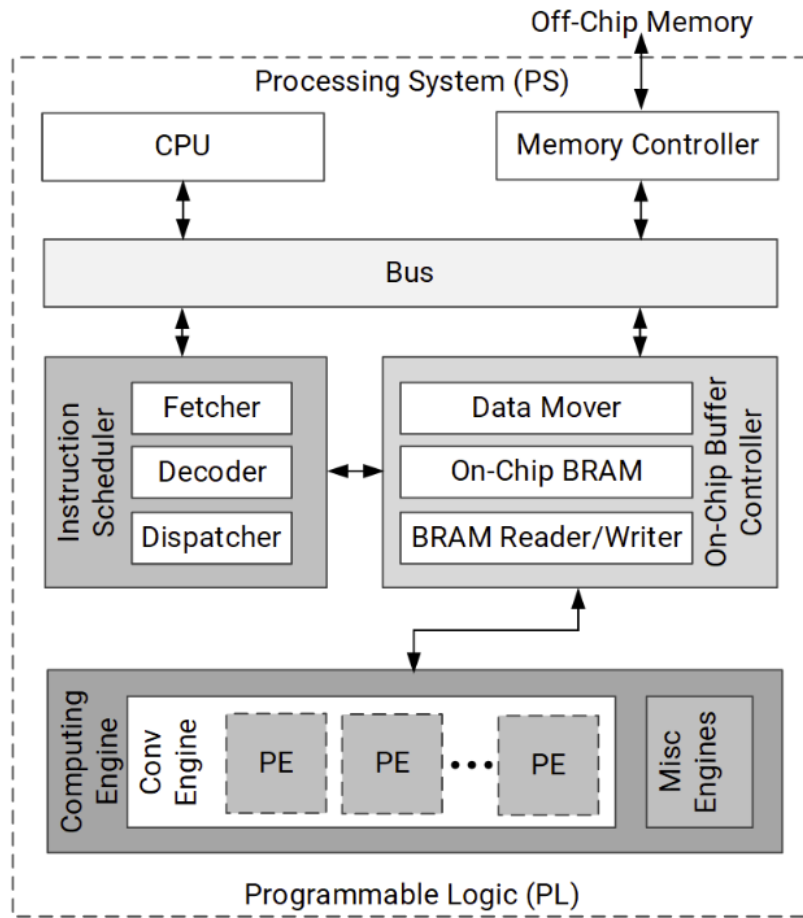 Off-Chip Memory
Processing System (PS)
CPU
Memory Controller
Bus
Instruction
Scheduler
Fetcher
Decoder
Dispatcher
Data Mover
On-Chip BRAM
BRAM Reader/Writer
On-Chip Buffer
Controller
Computing
Engine
Conv
Engine
PE
PE
PE
Misc
Engines
Programmable Logic (PL)